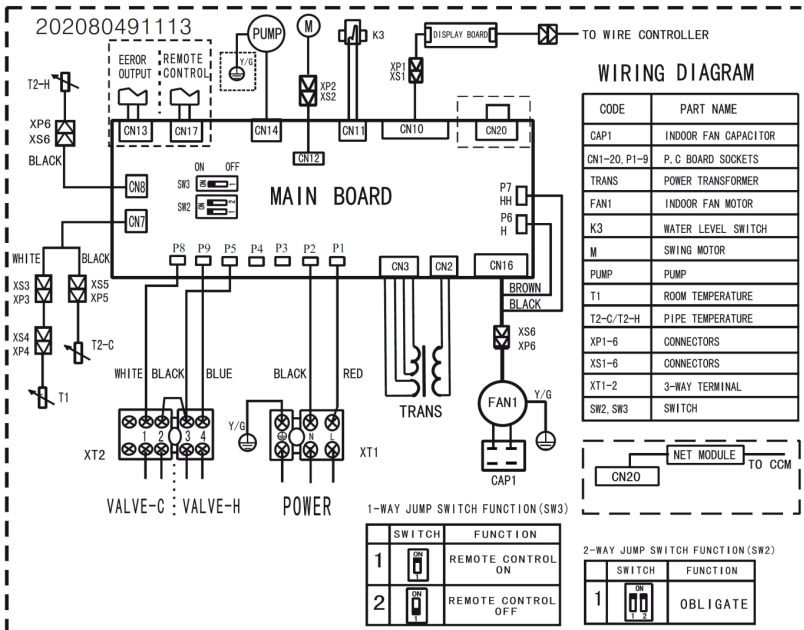 202080491113
EEROR OUTPUT
REMOTE CONTROL
Y/G
PUMP
M
K3
DISPLAY BOARD
TO WIRE CONTROLLER
T2-H
XP2
XS2
XP1
XS1
XP6
XS6
BLACK
CN13
CN17
CN14
CN11
CN10
CN20
CN12
CN8
CN7
ON OFF
SW3
ON
1
SW2
ON
2
1
MAIN BOARD
P7
HH
P6
H
P8 P9 P5 P4 P3 P2 P1
CN3
CN2
CN16
WHITE
BLACK
BROWN
BLACK
XS3
XP3
XS5
XP5
XS4
XP4
T2-C
T1
XS6
XP6
WHITE
BLACK
BLUE
BLACK
RED
TRANS
FAN1
Y/G
CAP1
Y/G
XT2
1 2 3 4
N L
XT1
VALVE-C
VALVE-H
POWER
WIRING DIAGRAM
CODE PART NAME
CAP1 INDOOR FAN CAPACITOR
CN1-20, P1-9 P.C BOARD SOCKETS
TRANS POWER TRANSFORMER
FAN1 INDOOR FAN MOTOR
K3 WATER LEVEL SWITCH
M SWING MOTOR
PUMP PUMP
T1 ROOM TEMPERATURE
T2-C/T2-H PIPE TEMPERATURE
XP1-6 CONNECTORS
XS1-6 CONNECTORS
XT1-2 3-WAY TERMINAL
SW2, SW3 SWITCH
NET MODULE
TO CCM
CN20
1-WAY JUMP SWITCH FUNCTION(SW3)
SWITCH FUNCTION
1 ON 1 REMOTE CONTROL ON
2 ON 1 REMOTE CONTROL OFF
2-WAY JUMP SWITCH FUNCTION(SW2)
SWITCH FUNCTION
1 ON 1 2 OBLIGATE